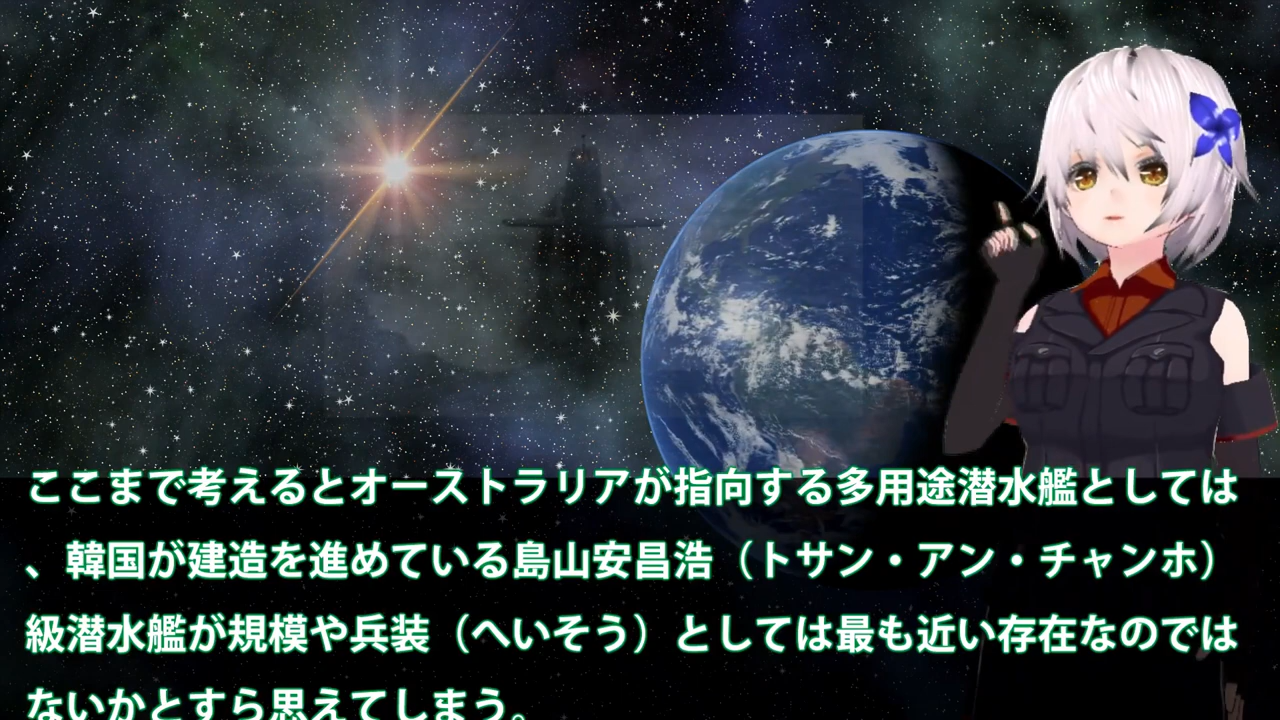 ここまで考えるとオーストラリアが指向する多用途潜水艦としては
、韓国が建造を進めている島山安昌浩（トサン・アン・チャンホ）
級潜水艦が規模や兵装（へいそう）としては最も近い存在なのでは
ないかとすら思えてしまう。